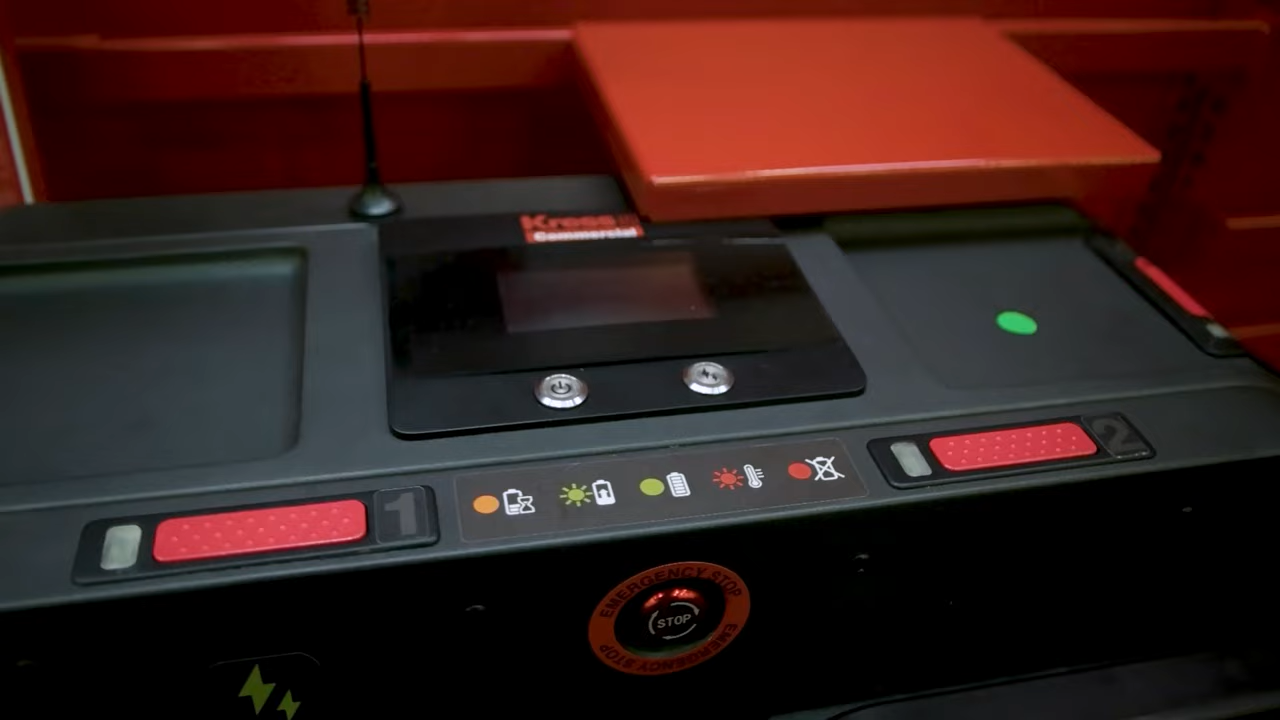 Kress
Commercial
1
2
EMERGENCY STOP
STOP
EMERGENCY STOP